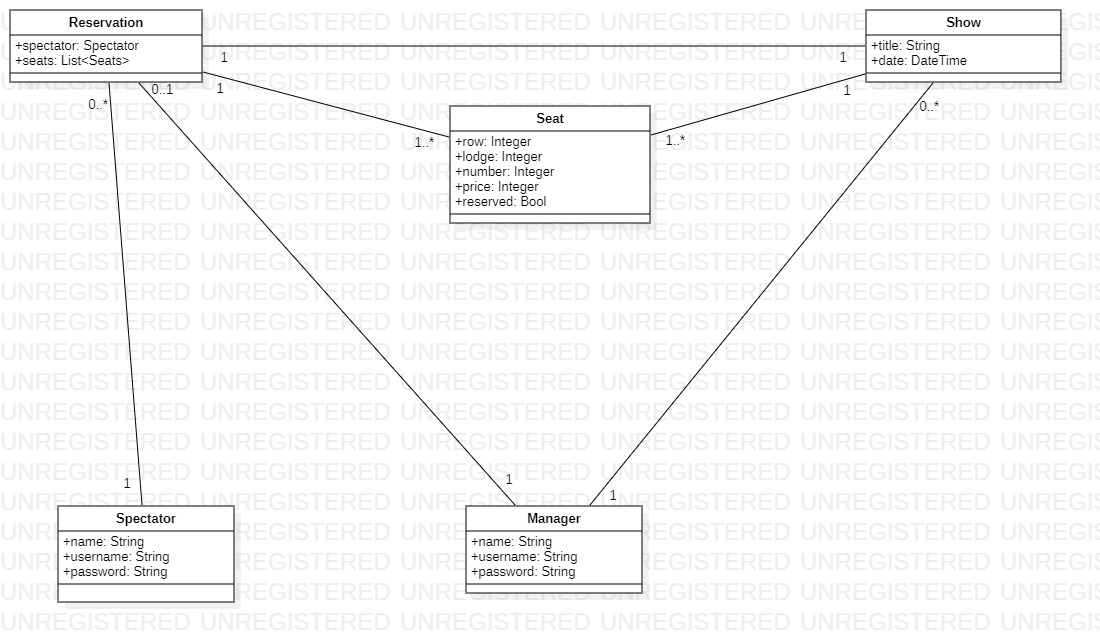 Reservation
+spectator: Spectator
+seats: List<Seats>
Show
+title: String
+date: DateTime
1
1
0..1
0..*
1
1
0..*
Seat
+row: Integer
+lodge: Integer
+number: Integer
+price: Integer
+reserved: Bool
1..*
1..*
1
1
1
Spectator
+name: String
+username: String
+password: String
Manager
+name: String
+username: String
+password: String
UNREGISTERED UNREGISTERED UNREGISTERED UNREGISTERED UNREGISTERED UNREGISTERED